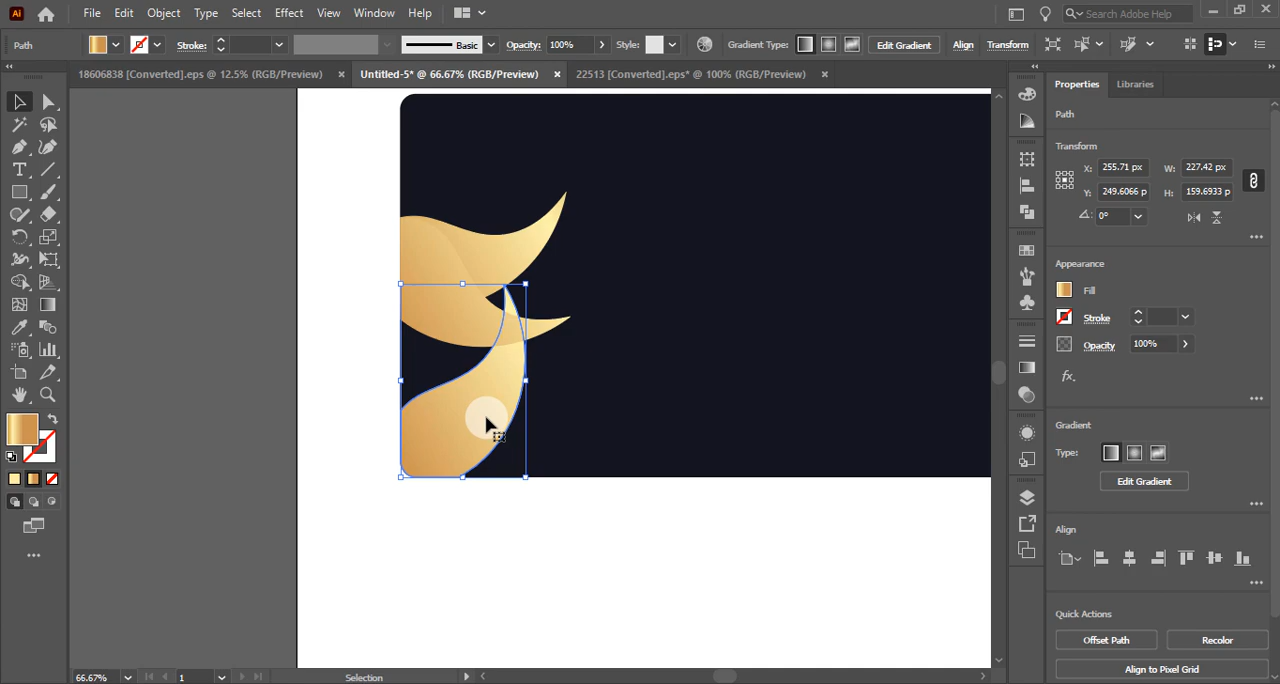 Ai File Edit Object Type Select Effect View Window Help Search Adobe Help
Path Stroke: Basic Opacity: 100% Style: Gradient Type: Edit Gradient Align Transform
18606838 [Converted].eps @ 12.5% (RGB/Preview) × Untitled-5* @ 66.67% (RGB/Preview) × 22513 [Converted].eps* @ 100% (RGB/Preview) ×
Properties Libraries
Path
Transform
X: 255.71 px W: 227.42 px
Y: 249.6066 p H: 159.6933 p
0°
Appearance
Fill
Stroke
Opacity 100%
fx.
Gradient
Type:
Edit Gradient
Align
Quick Actions
Offset Path Recolor
Align to Pixel Grid
66.67% 1 Selection